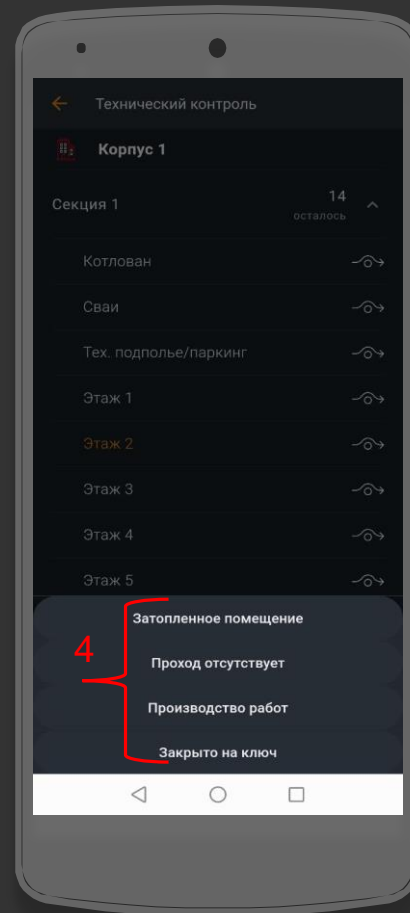 Технический контроль
Корпус 1
Секция 1
14
осталось
Котлован
Сваи
Тех. подполье/паркинг
Этаж 1
Этаж 2
Этаж 3
Этаж 4
Этаж 5
4
Затопленное помещение
Проход отсутствует
Производство работ
Закрыто на ключ